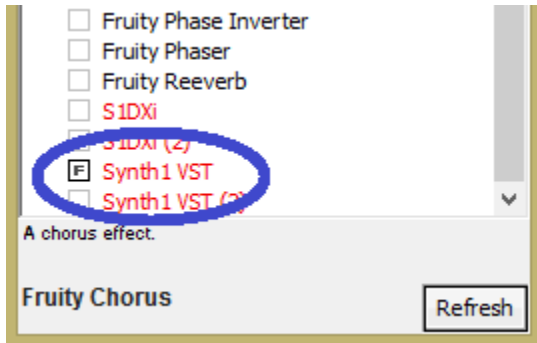 Fruity Phase Inverter
Fruity Phaser
Fruity Reeverb
S1DXi
S1DXi (2)
F Synth1 VST
Synth1 VST (2)
A chorus effect.
Fruity Chorus
Refresh